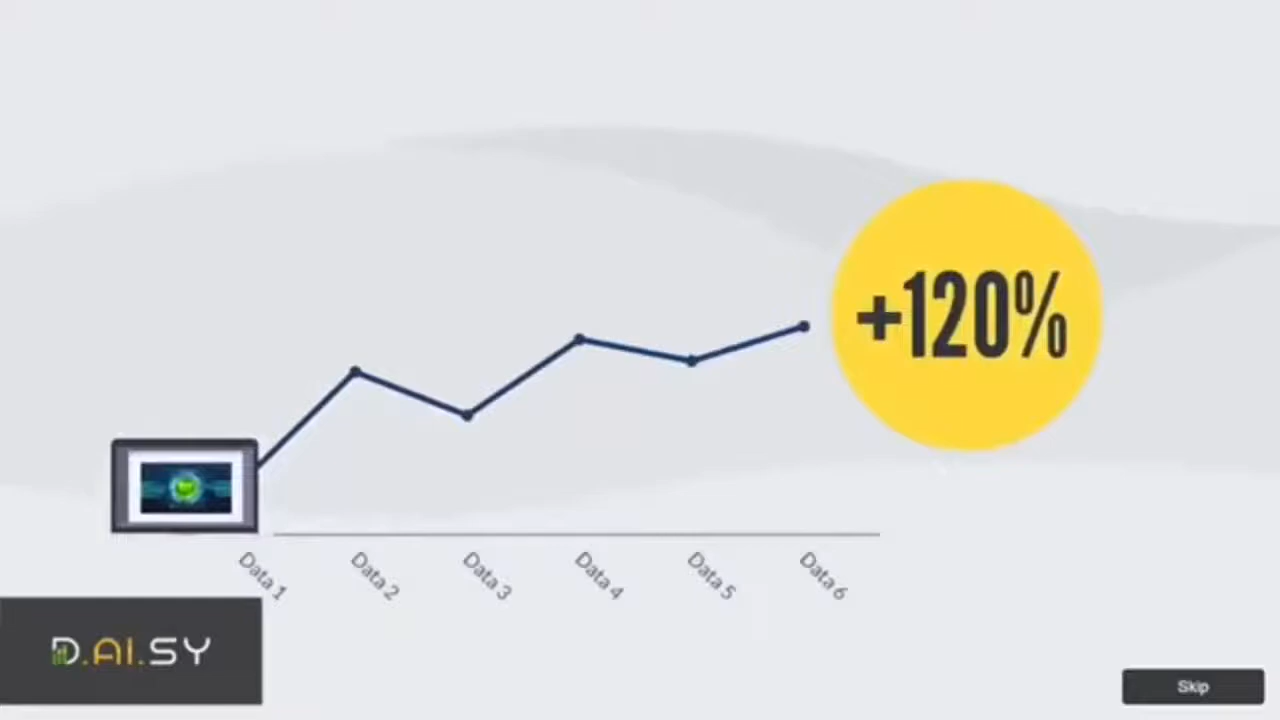 +120%
Data 1
Data 2
Data 3
Data 4
Data 5
Data 6
D.AI.SY
Skip